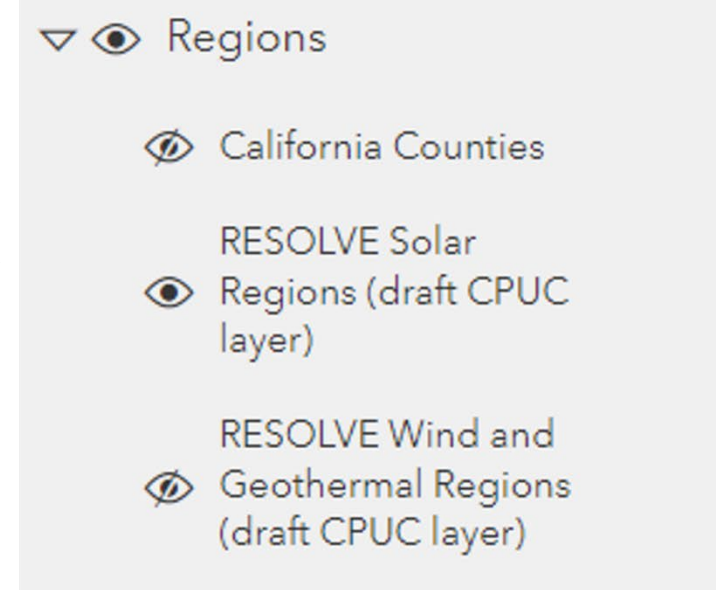 Regions
California Counties
RESOLVE Solar
Regions (draft CPUC
layer)
RESOLVE Wind and
Geothermal Regions
(draft CPUC layer)